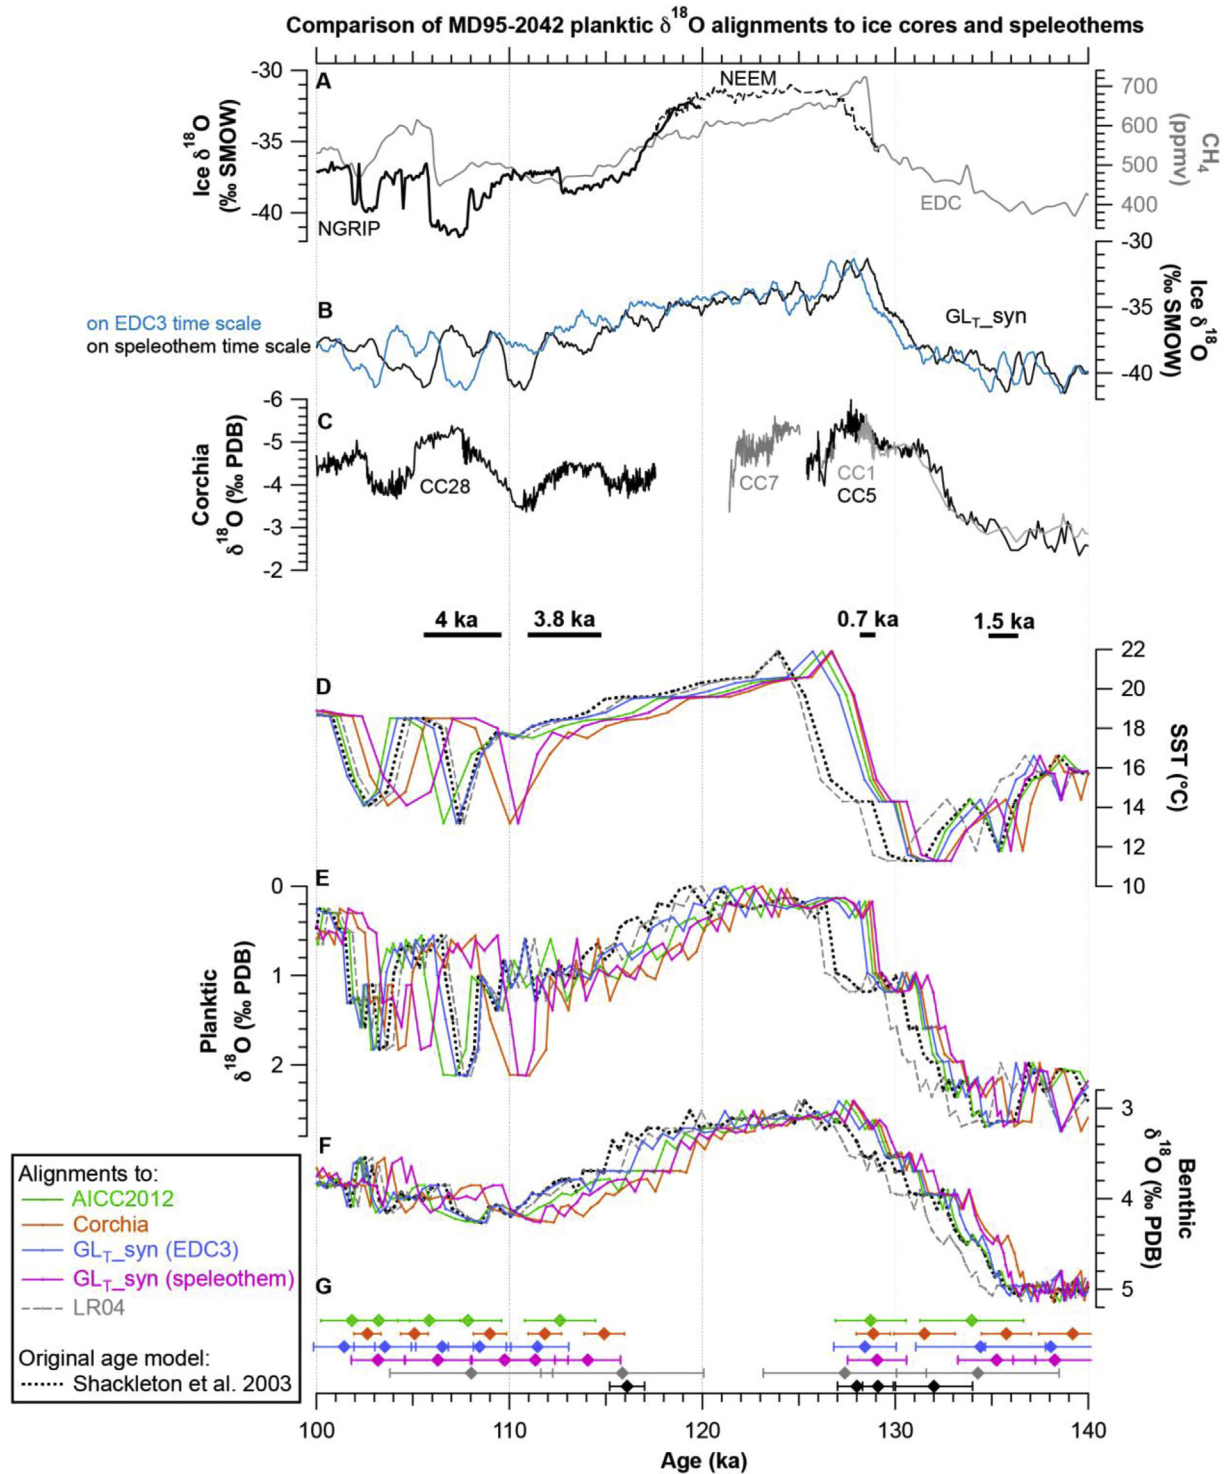 Comparison of MD95-2042 planktic δ18O alignments to ice cores and speleothems
A
-30
-35
-40
Ice δ18O
(‰ SMOW)
NEEM
NGRIP
EDC
700
600
500
400
CH4
(ppmv)
B
on EDC3 time scale
on speleothem time scale
GLT_syn
-30
-35
-40
Ice δ18O
(‰ SMOW)
C
-6
-5
-4
-3
-2
Corchia
δ18O (‰ PDB)
CC28
CC7
CC1
CC5
4 ka
3.8 ka
0.7 ka
1.5 ka
D
22
20
18
16
14
12
10
SST (°C)
E
0
1
2
Planktic
δ18O (‰ PDB)
F
3
4
5
Benthic
δ18O (‰ PDB)
G
Alignments to:
AICC2012
Corchia
GLT_syn (EDC3)
GLT_syn (speleothem)
LR04
Original age model:
Shackleton et al. 2003
100
110
120
130
140
Age (ka)